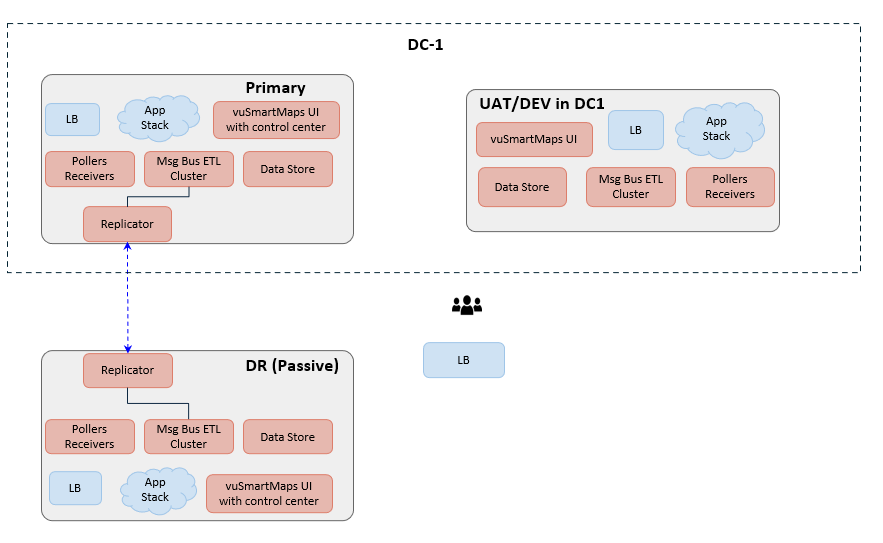 DC-1
Primary
LB
App
Stack
vuSmartMaps UI
with control center
Pollers
Receivers
Msg Bus ETL
Cluster
Data Store
Replicator
UAT/DEV in DC1
vuSmartMaps UI
LB
App
Stack
Data Store
Msg Bus ETL
Cluster
Pollers
Receivers
LB
DR (Passive)
Replicator
Pollers
Receivers
Msg Bus ETL
Cluster
Data Store
LB
App
Stack
vuSmartMaps UI
with control center